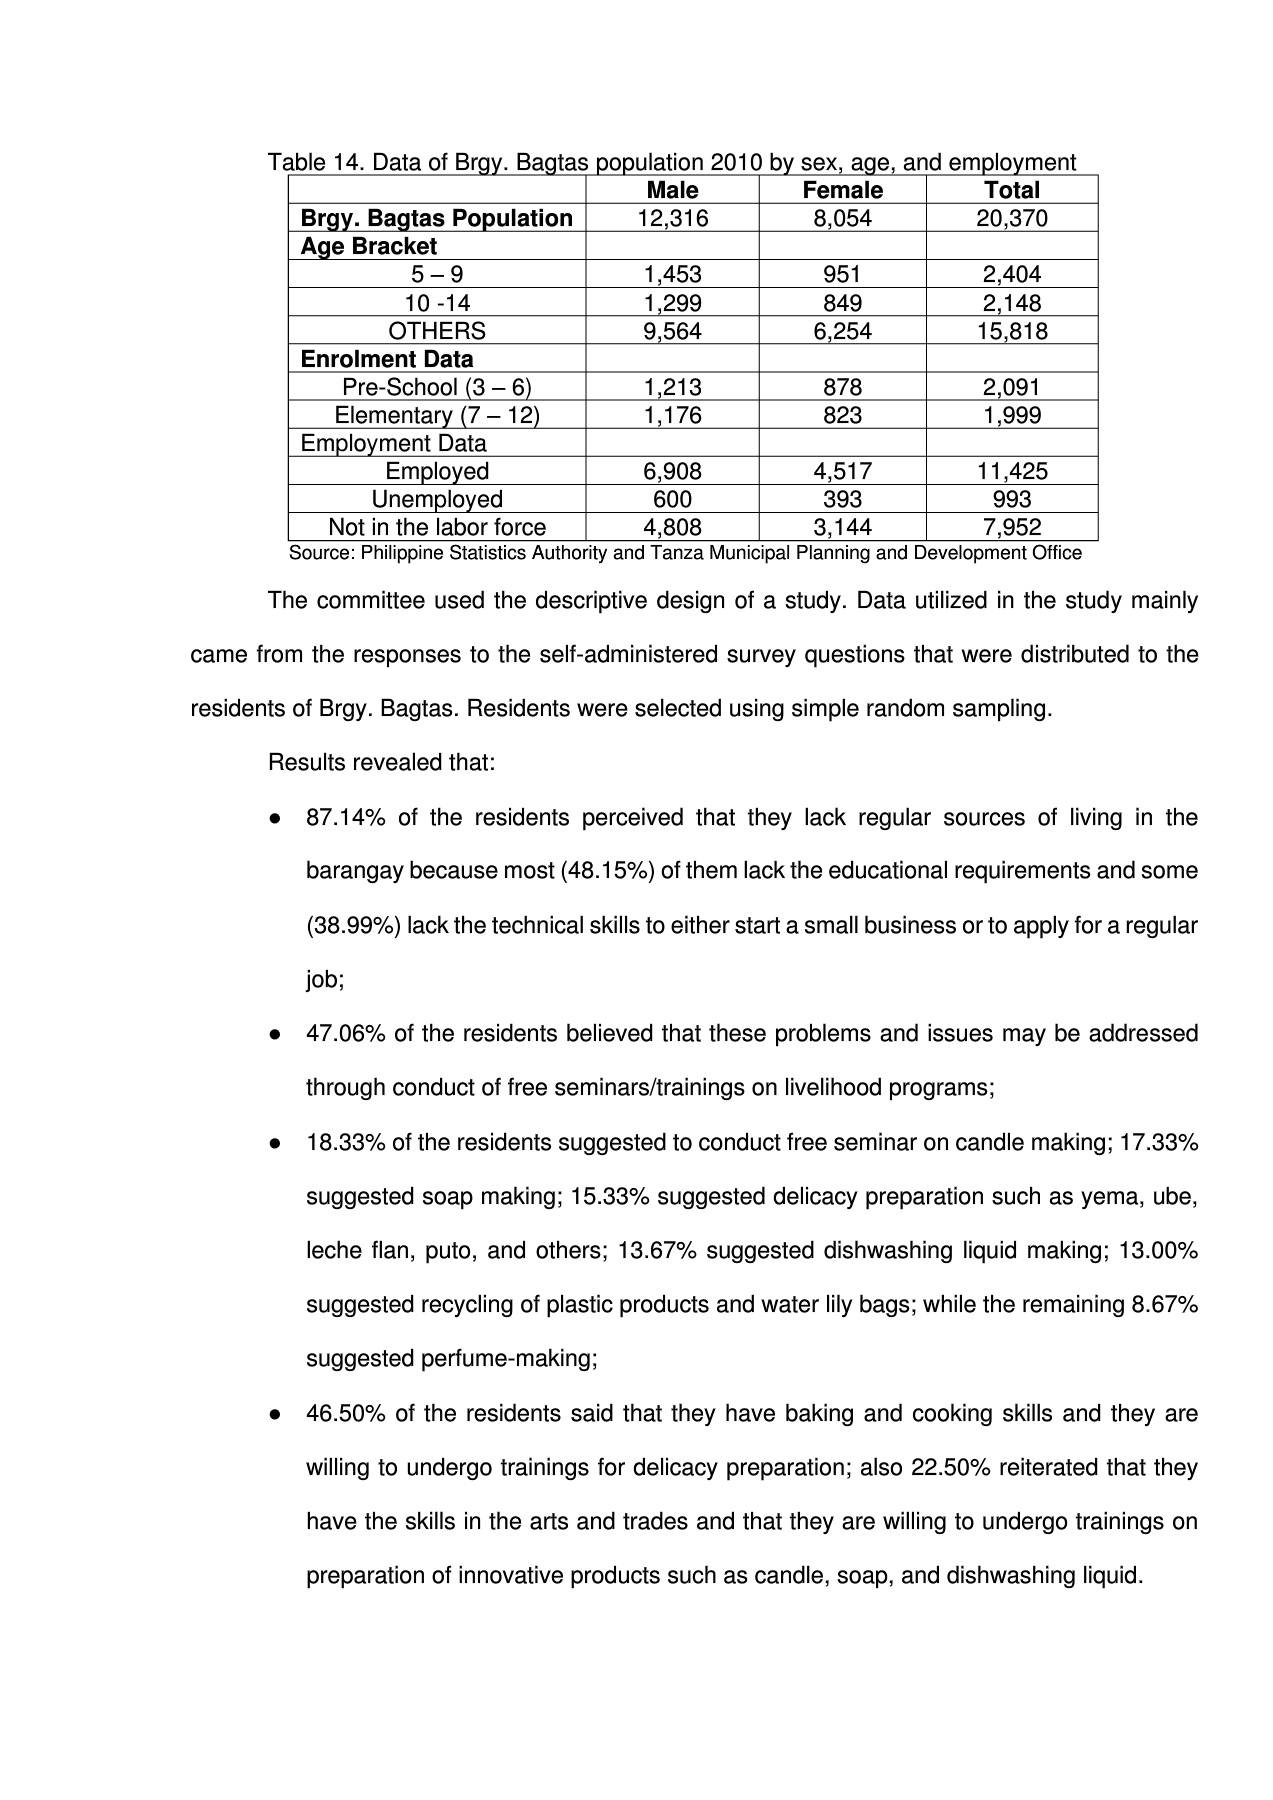 Table 14. Data of Brgy. Bagtas population 2010 by sex, age, and employment
Male Female Total
Brgy. Bagtas Population 12,316 8,054 20,370
Age Bracket
5 – 9 1,453 951 2,404
10 -14 1,299 849 2,148
OTHERS 9,564 6,254 15,818
Enrolment Data
Pre-School (3 – 6) 1,213 878 2,091
Elementary (7 – 12) 1,176 823 1,999
Employment Data
Employed 6,908 4,517 11,425
Unemployed 600 393 993
Not in the labor force 4,808 3,144 7,952
Source: Philippine Statistics Authority and Tanza Municipal Planning and Development Office
The committee used the descriptive design of a study. Data utilized in the study mainly
came from the responses to the self-administered survey questions that were distributed to the
residents of Brgy. Bagtas. Residents were selected using simple random sampling.
Results revealed that:
● 87.14% of the residents perceived that they lack regular sources of living in the
barangay because most (48.15%) of them lack the educational requirements and some
(38.99%) lack the technical skills to either start a small business or to apply for a regular
job;
● 47.06% of the residents believed that these problems and issues may be addressed
through conduct of free seminars/trainings on livelihood programs;
● 18.33% of the residents suggested to conduct free seminar on candle making; 17.33%
suggested soap making; 15.33% suggested delicacy preparation such as yema, ube,
leche flan, puto, and others; 13.67% suggested dishwashing liquid making; 13.00%
suggested recycling of plastic products and water lily bags; while the remaining 8.67%
suggested perfume-making;
● 46.50% of the residents said that they have baking and cooking skills and they are
willing to undergo trainings for delicacy preparation; also 22.50% reiterated that they
have the skills in the arts and trades and that they are willing to undergo trainings on
preparation of innovative products such as candle, soap, and dishwashing liquid.